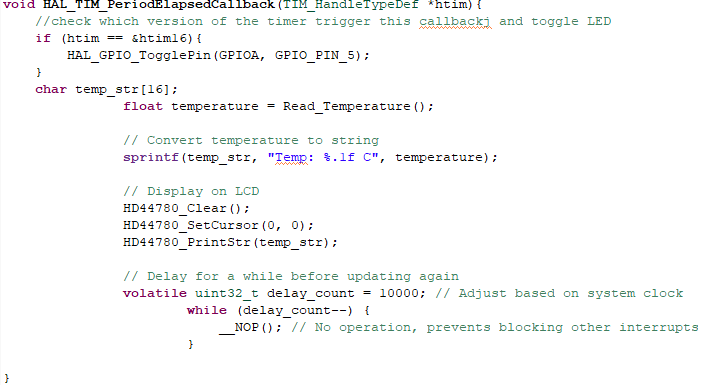 void HAL_TIM_PeriodElapsedCallback(TIM_HandleTypeDef *htim){
//check which version of the timer trigger this callbackj and toggle LED
if (htim == &htim16){
HAL_GPIO_TogglePin(GPIOA, GPIO_PIN_5);
}
char temp_str[16];
float temperature = Read_Temperature();
// Convert temperature to string
sprintf(temp_str, "Temp: %.1f C", temperature);
// Display on LCD
HD44780_Clear();
HD44780_SetCursor(0, 0);
HD44780_PrintStr(temp_str);
// Delay for a while before updating again
volatile uint32_t delay_count = 10000; // Adjust based on system clock
while (delay_count--) {
__NOP(); // No operation, prevents blocking other interrupts
}
}